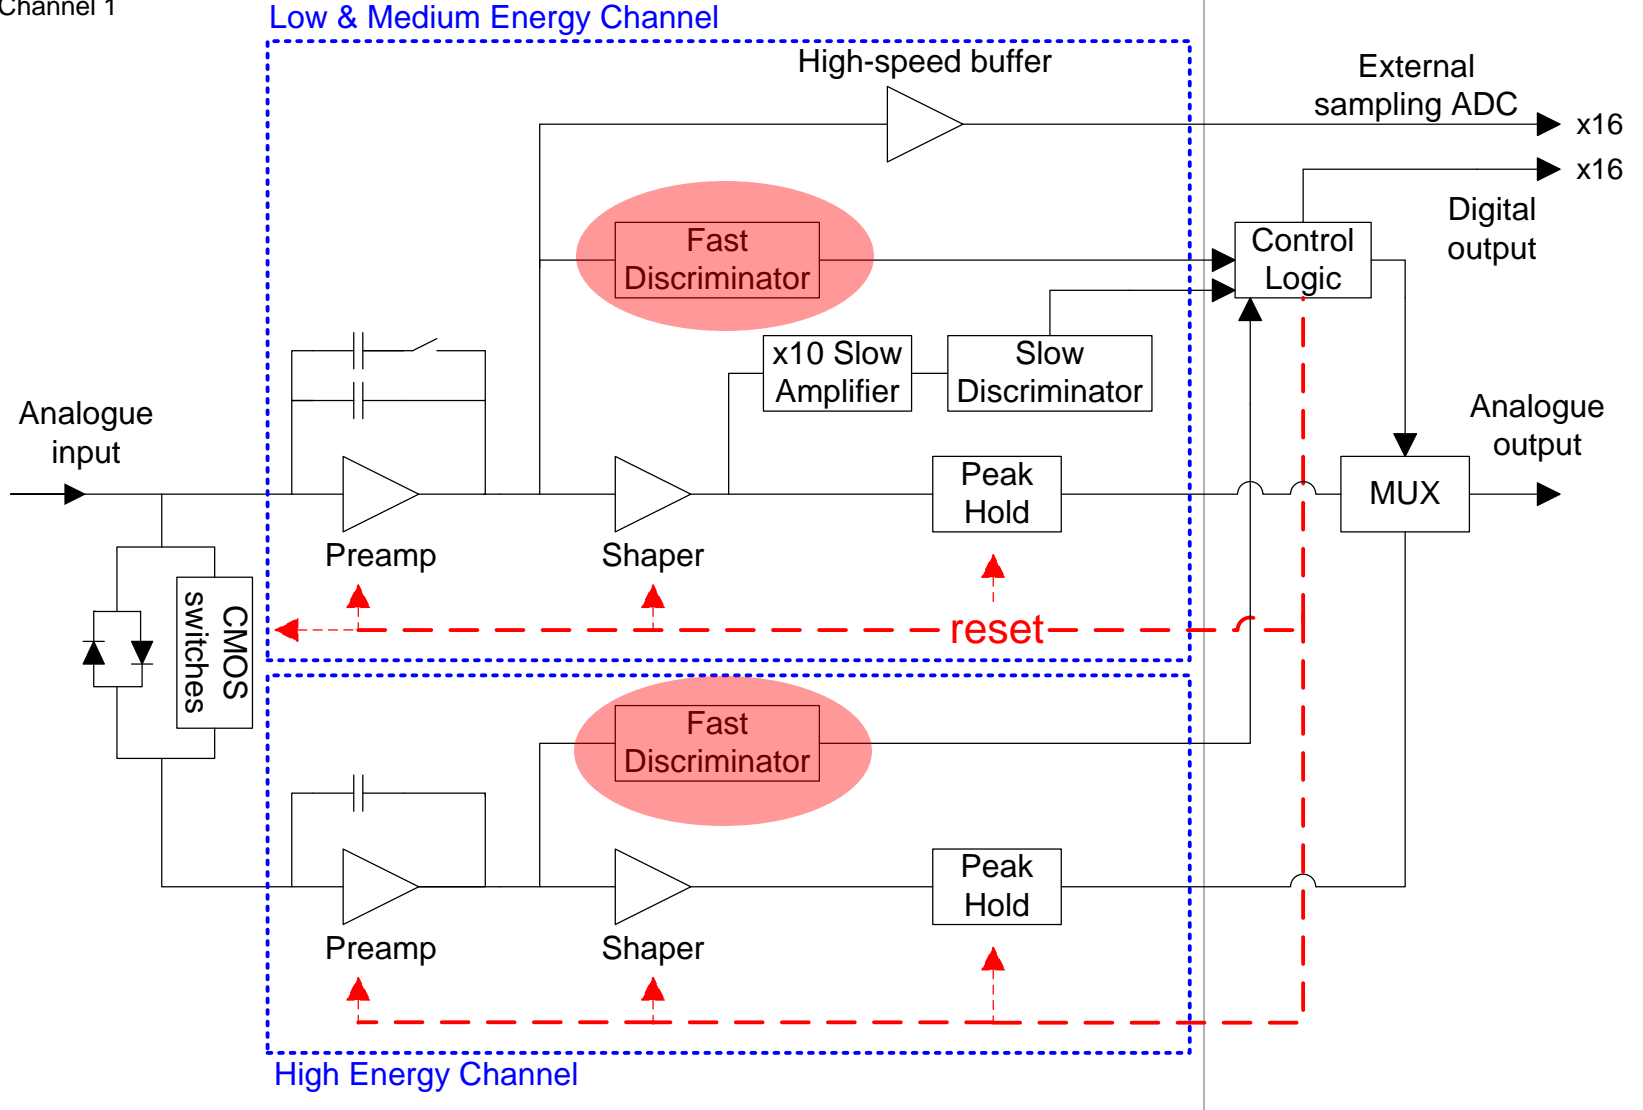 Channel 1
Low & Medium Energy Channel
High-speed buffer
External
sampling ADC
x16
x16
Digital
output
Fast
Discriminator
Control
Logic
x10 Slow
Amplifier
Slow
Discriminator
Analogue
input
Analogue
output
Peak
Hold
MUX
Preamp
Shaper
CMOS
switches
reset
Fast
Discriminator
Peak
Hold
Preamp
Shaper
High Energy Channel